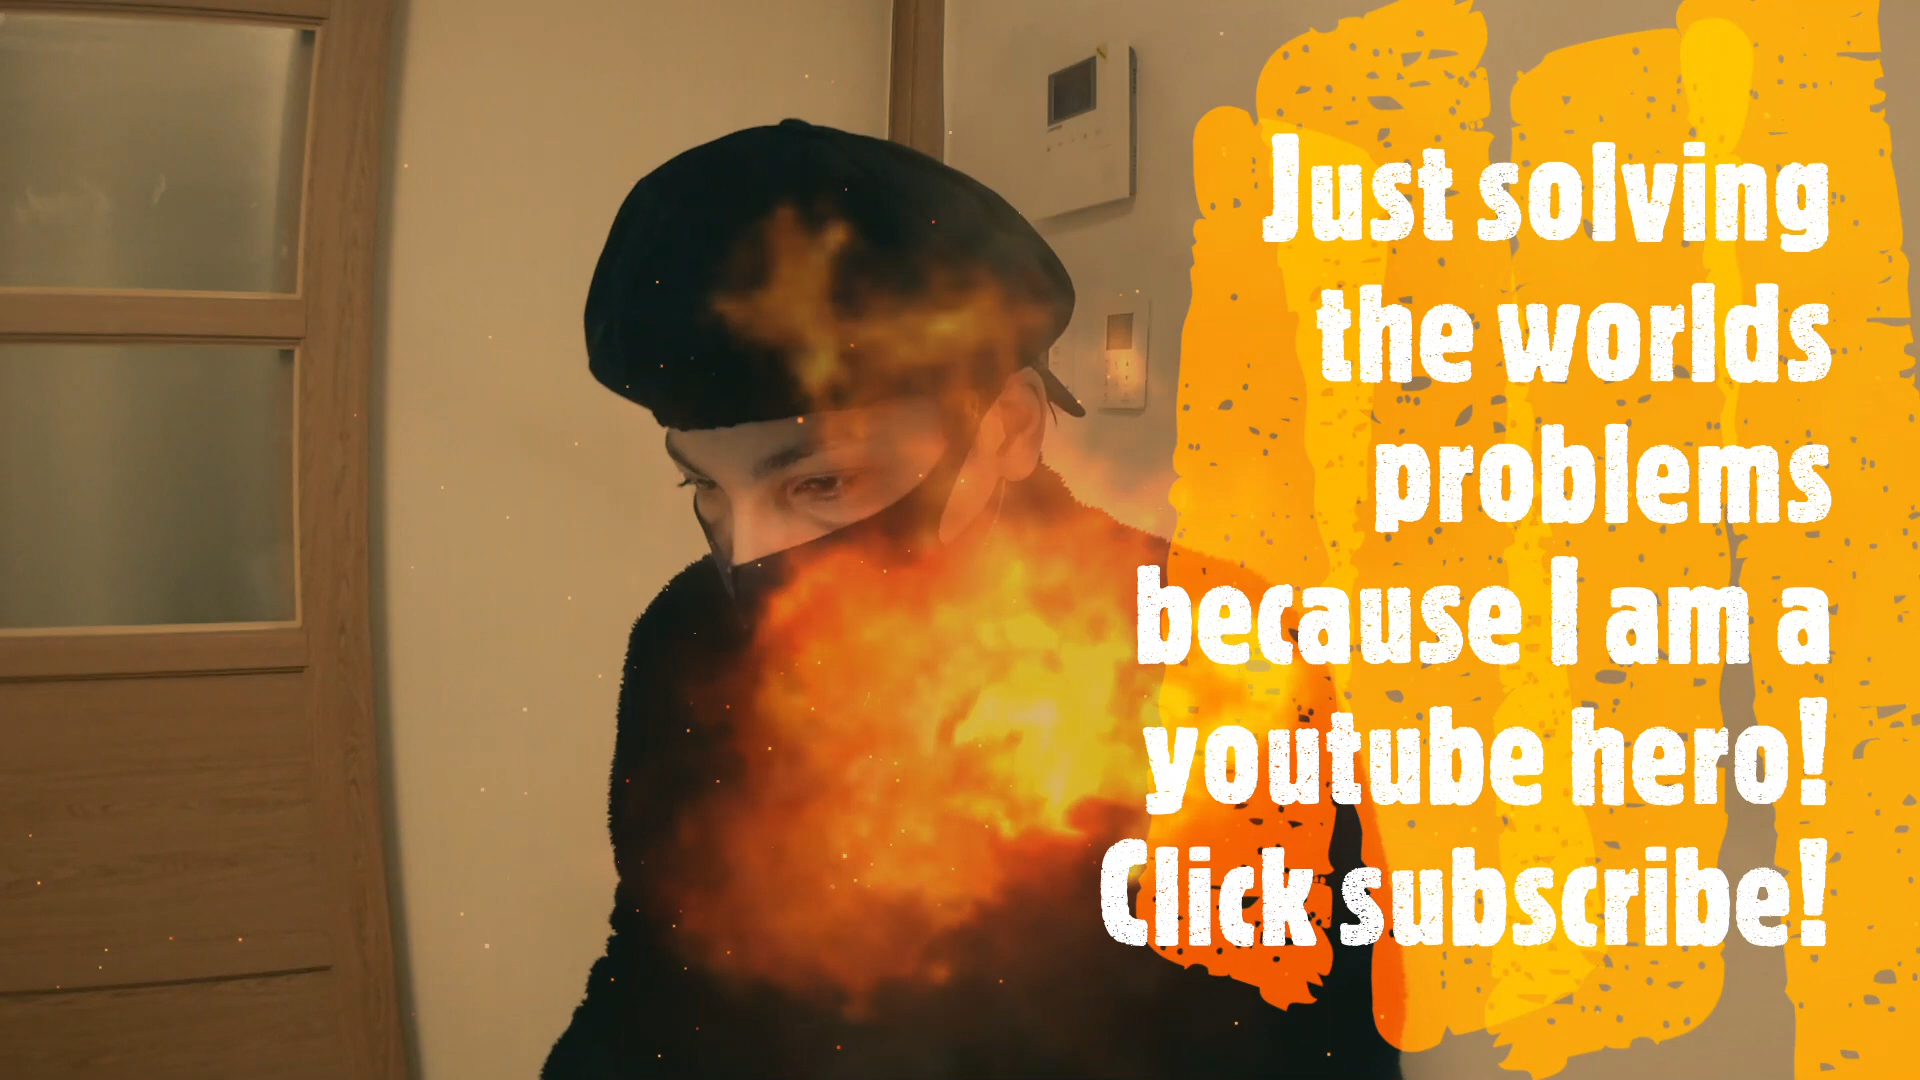 Just solving
the worlds
problems
because I am a
youtube hero!
Click subscribe!